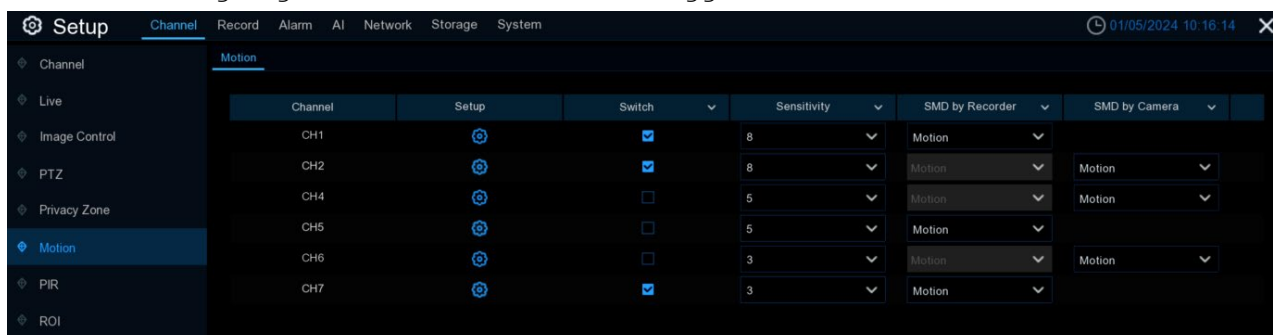 Setup Channel Record Alarm AI Network Storage System 01/05/2024 10:16:14
Channel
Motion
Live
Image Control
PTZ
Privacy Zone
Motion
PIR
ROI
Channel Setup Switch Sensitivity SMD by Recorder SMD by Camera
CH1 8 Motion
CH2 8 Motion Motion
CH4 5 Motion Motion
CH5 5 Motion
CH6 3 Motion Motion
CH7 3 Motion